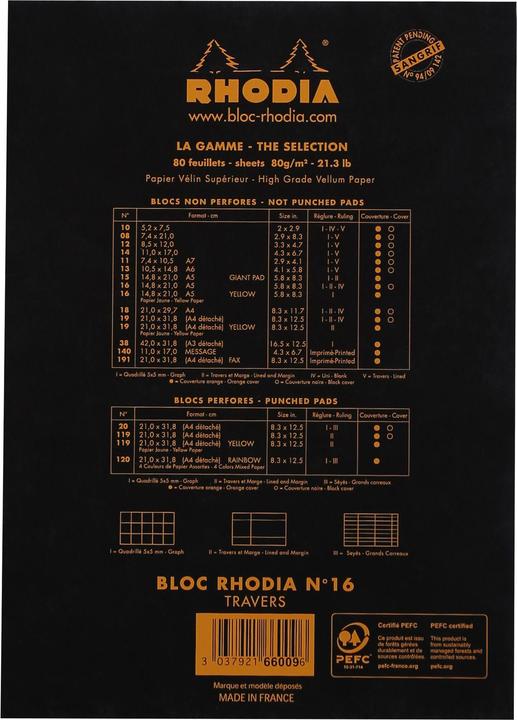 RHODIA ®
PATENT PENDING
SANGRIF
N° 94/09 142
www.bloc-rhodia.com
LA GAMME - THE SELECTION
80 feuillets - sheets 80g/m² - 21.3 lb
Papier Vélin Supérieur - High Grade Vellum Paper
BLOCS NON PERFORES - NOT PUNCHED PADS
N° Format - cm Size in. Réglure - Ruling Couverture - Cover
10 5,2 x 7,5 2 x 2.9 I - IV - V
08 7,4 x 21,0 2.9 x 8.3 I - V
12 8,5 x 12,0 3.3 x 4.7 I - V
14 11,0 x 17,0 4.3 x 6.7 I - V
11 7,4 x 10,5 A7 2.9 x 4.1 I - V
13 10,5 x 14,8 A6 4.1 x 5.8 I - V
15 14,8 x 21,0 A5 GIANT PAD 5.8 x 8.3 I - II
16 14,8 x 21,0 A5 5.8 x 8.3 I - II - IV
16 14,8 x 21,0 A5 YELLOW 5.8 x 8.3 I
Papier Jaune - Yellow Paper
18 21,0 x 29,7 A4 8.3 x 11.7 I - II - IV
19 21,0 x 31,8 (A4 détaché) 8.3 x 12.5 I - II - IV
19 21,0 x 31,8 (A4 détaché) YELLOW 8.3 x 12.5 II
Papier Jaune - Yellow Paper
38 42,0 x 31,8 (A3 détaché) 16.5 x 12.5 I
140 11,0 x 17,0 MESSAGE 4.3 x 6.7 Imprimé-Printed
191 21,0 x 31,8 (A4 détaché) FAX 8.3 x 12.5 Imprimé-Printed
I = Quadrillé 5x5 mm - Graph II = Travers et Marge - Lined and Margin IV = Uni - Blank V = Travers - Lined
= Couverture orange - Orange cover = Couverture noire - Black cover
BLOCS PERFORES - PUNCHED PADS
N° Format - cm Size in. Réglure - Ruling Couverture - Cover
20 21,0 x 31,8 (A4 détaché) 8.3 x 12.5 I - III
119 21,0 x 31,8 (A4 détaché) 8.3 x 12.5 II
119 21,0 x 31,8 (A4 détaché) YELLOW 8.3 x 12.5 II
Papier Jaune - Yellow Paper
120 21,0 x 31,8 (A4 détaché) RAINBOW 8.3 x 12.5 I - III
4 Couleurs de Papier Assorties - 4 Colors Mixed Paper
I = Quadrillé 5x5 mm - Graph II = Travers et Marge - Lined and Margin III = Seyès - Grands carreaux
= Couverture orange - Orange cover = Couverture noire - Black cover
I = Quadrillé 5x5 mm - Graph II = Travers et Marge - Lined and Margin III = Seyès - Grands Carreaux
BLOC RHODIA N°16
TRAVERS
3 037921 660096
Marque et modèle déposés
MADE IN FRANCE
PEFC
10-31-714
Certifié PEFC
Ce produit est issu
de forêts gérées
durablement et de
sources contrôlées.
pefc-france.org
PEFC certified
This product is
from sustainably
managed forests and
controlled sources.
pefc.org